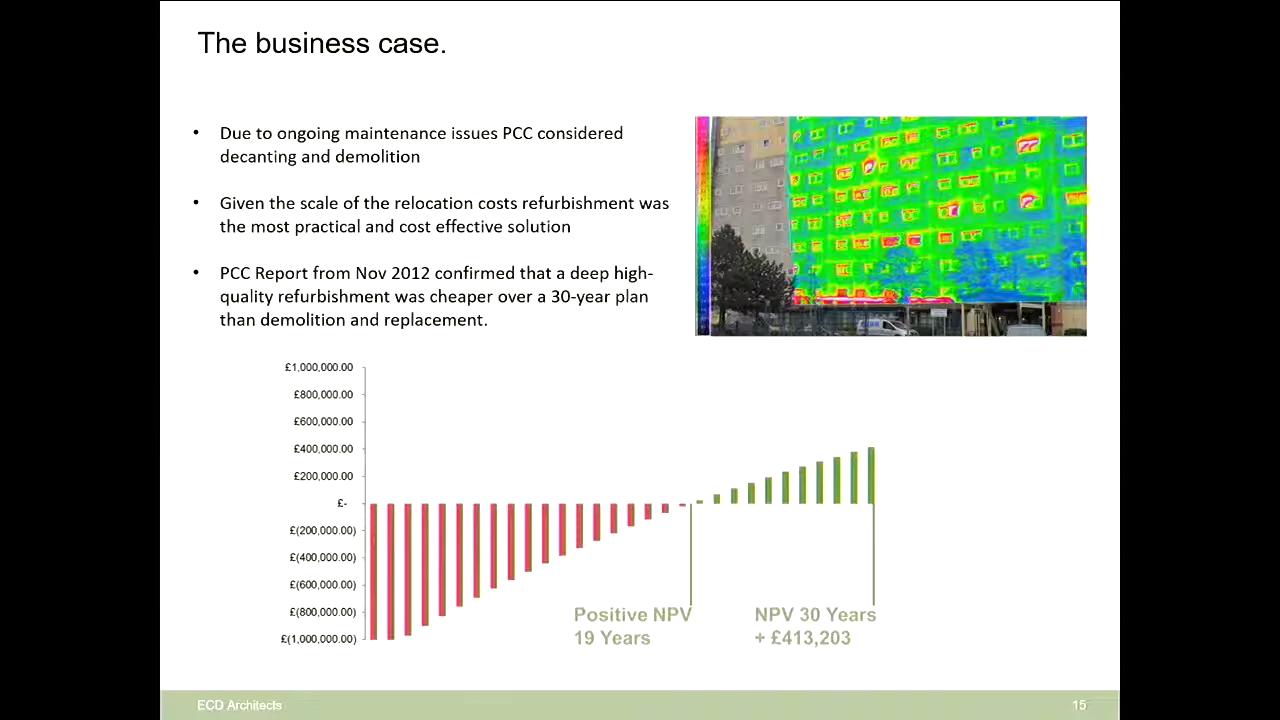 The business case.
• Due to ongoing maintenance issues PCC considered
decanting and demolition
• Given the scale of the relocation costs refurbishment was
the most practical and cost effective solution
• PCC Report from Nov 2012 confirmed that a deep high-
quality refurbishment was cheaper over a 30-year plan
than demolition and replacement.
£1,000,000.00
£800,000.00
£600,000.00
£400,000.00
£200,000.00
£-
£(200,000.00)
£(400,000.00)
£(600,000.00)
£(800,000.00)
£(1,000,000.00)
Positive NPV
19 Years
NPV 30 Years
+ £413,203
ECD Architects
15